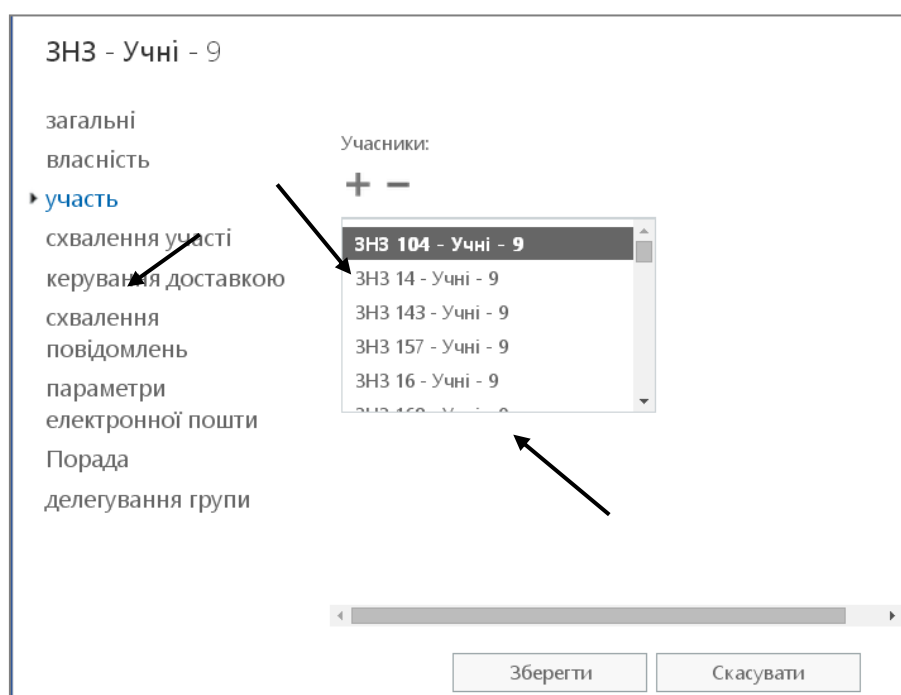 ЗНЗ - Учні - 9
загальні
власність
участь
схвалення участі
керування доставкою
схвалення
повідомлень
параметри
електронної пошти
Порада
делегування групи
Учасники:
ЗНЗ 104 - Учні - 9
ЗНЗ 14 - Учні - 9
ЗНЗ 143 - Учні - 9
ЗНЗ 157 - Учні - 9
ЗНЗ 16 - Учні - 9
Зберегти
Скасувати